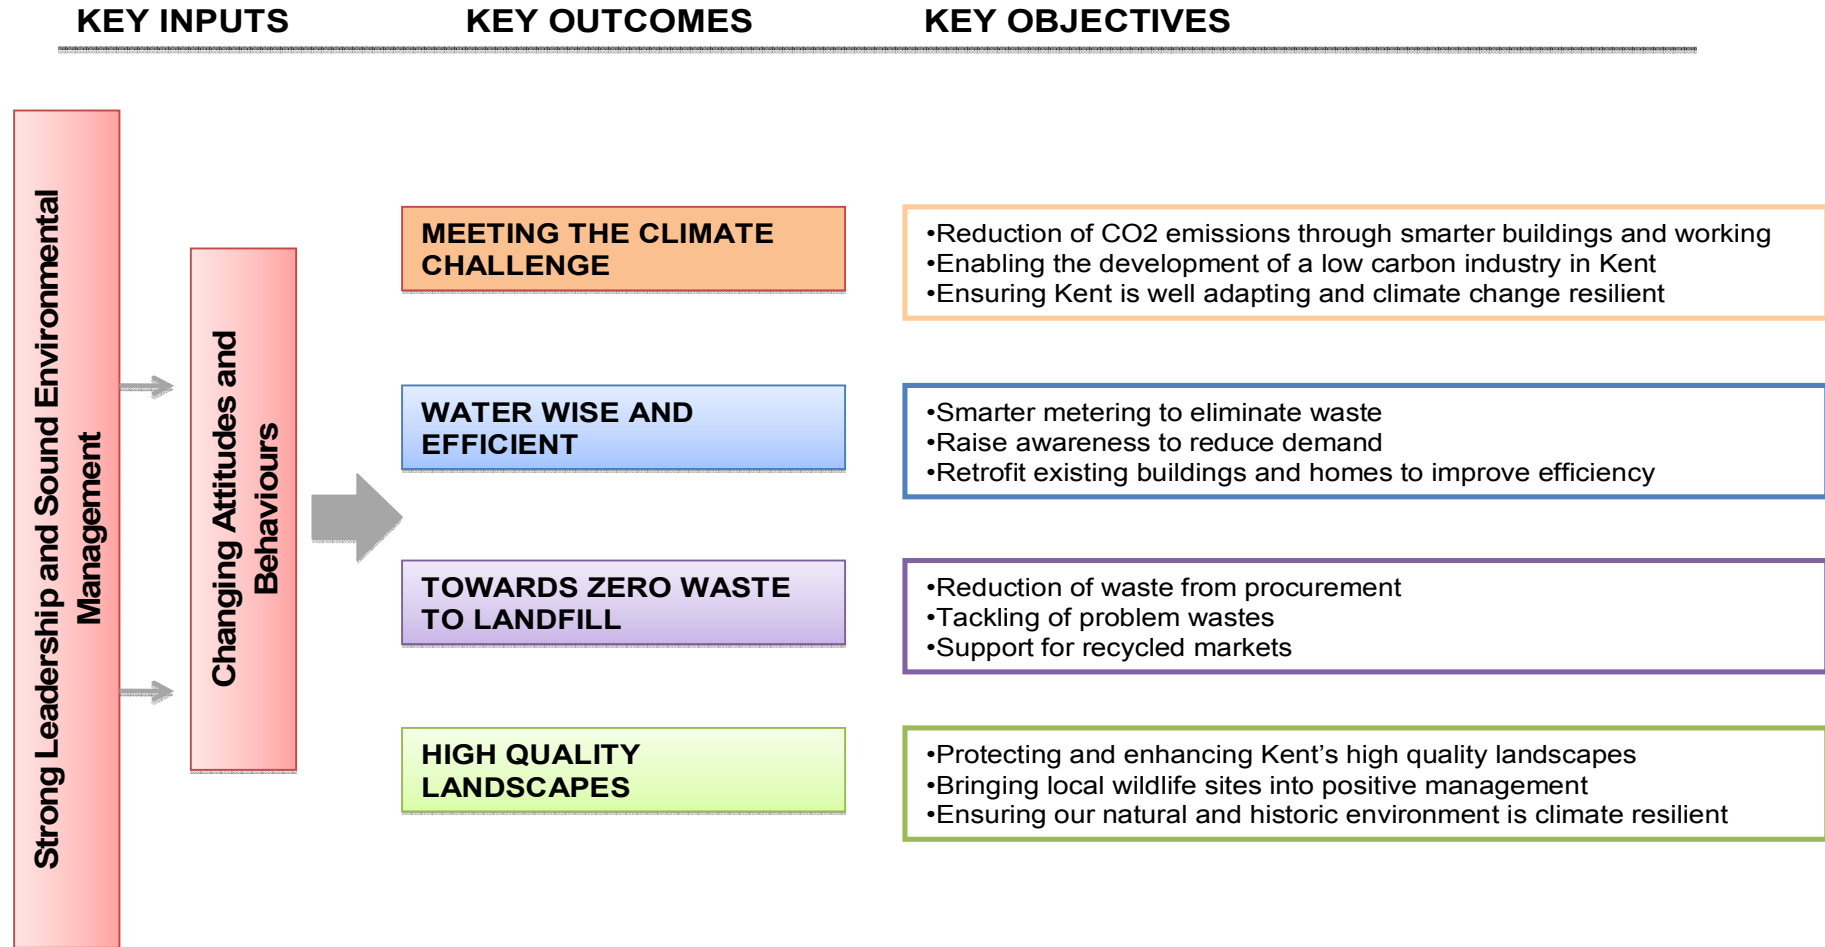 KEY INPUTS KEY OUTCOMES KEY OBJECTIVES
Strong Leadership and Sound Environmental
Management
Changing Attitudes and
Behaviours
MEETING THE CLIMATE
CHALLENGE
•Reduction of CO2 emissions through smarter buildings and working
•Enabling the development of a low carbon industry in Kent
•Ensuring Kent is well adapting and climate change resilient
WATER WISE AND
EFFICIENT
•Smarter metering to eliminate waste
•Raise awareness to reduce demand
•Retrofit existing buildings and homes to improve efficiency
TOWARDS ZERO WASTE
TO LANDFILL
•Reduction of waste from procurement
•Tackling of problem wastes
•Support for recycled markets
HIGH QUALITY
LANDSCAPES
•Protecting and enhancing Kent’s high quality landscapes
•Bringing local wildlife sites into positive management
•Ensuring our natural and historic environment is climate resilient